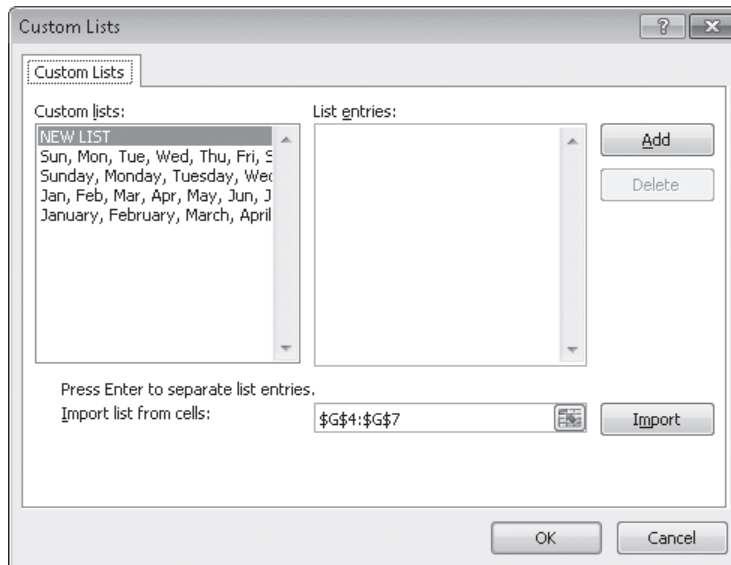 Custom Lists
Custom Lists
Custom lists:
List entries:
NEW LIST
Sun, Mon, Tue, Wed, Thu, Fri, S
Sunday, Monday, Tuesday, Wed
Jan, Feb, Mar, Apr, May, Jun, J
January, February, March, April
Add
Delete
Press Enter to separate list entries.
Import list from cells:
$G$4:$G$7
Import
OK
Cancel